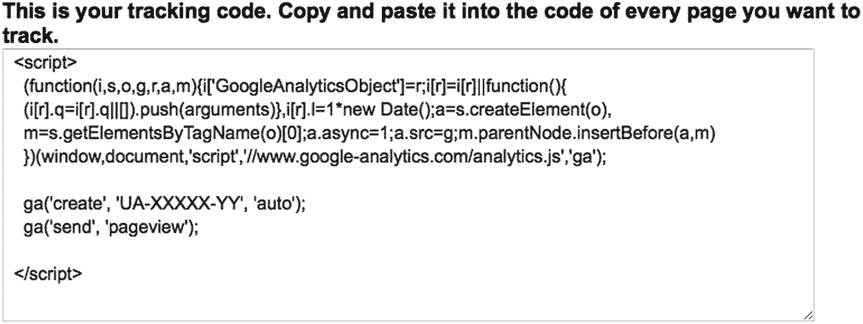 This is your tracking code. Copy and paste it into the code of every page you want to
track.
<script>
(function(i,s,o,g,r,a,m){i['GoogleAnalyticsObject']=r;i[r]=i[r]||function(){
(i[r].q=i[r].q||[]).push(arguments)},i[r].l=1*new Date();a=s.createElement(o),
m=s.getElementsByTagName(o)[0];a.async=1;a.src=g;m.parentNode.insertBefore(a,m)
})(window,document,'script','//www.google-analytics.com/analytics.js','ga');
ga('create', 'UA-XXXXX-YY', 'auto');
ga('send', 'pageview');
</script>